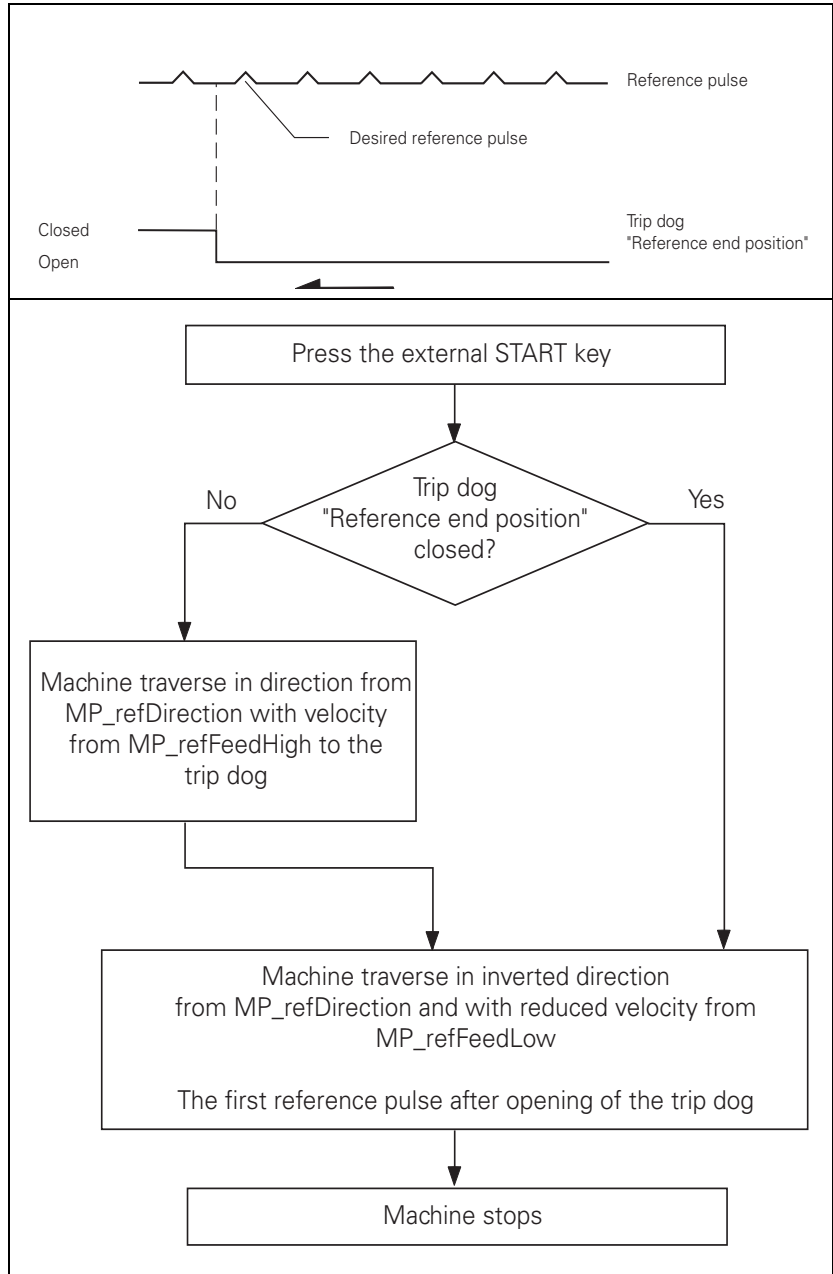 Reference pulse
Desired reference pulse
Closed
Open
Trip dog
"Reference end position"
Press the external START key
Trip dog
"Reference end position"
closed?
No
Yes
Machine traverse in direction from
MP_refDirection with velocity
from MP_refFeedHigh to the
trip dog
Machine traverse in inverted direction
from MP_refDirection and with reduced velocity from
MP_refFeedLow
The first reference pulse after opening of the trip dog
Machine stops